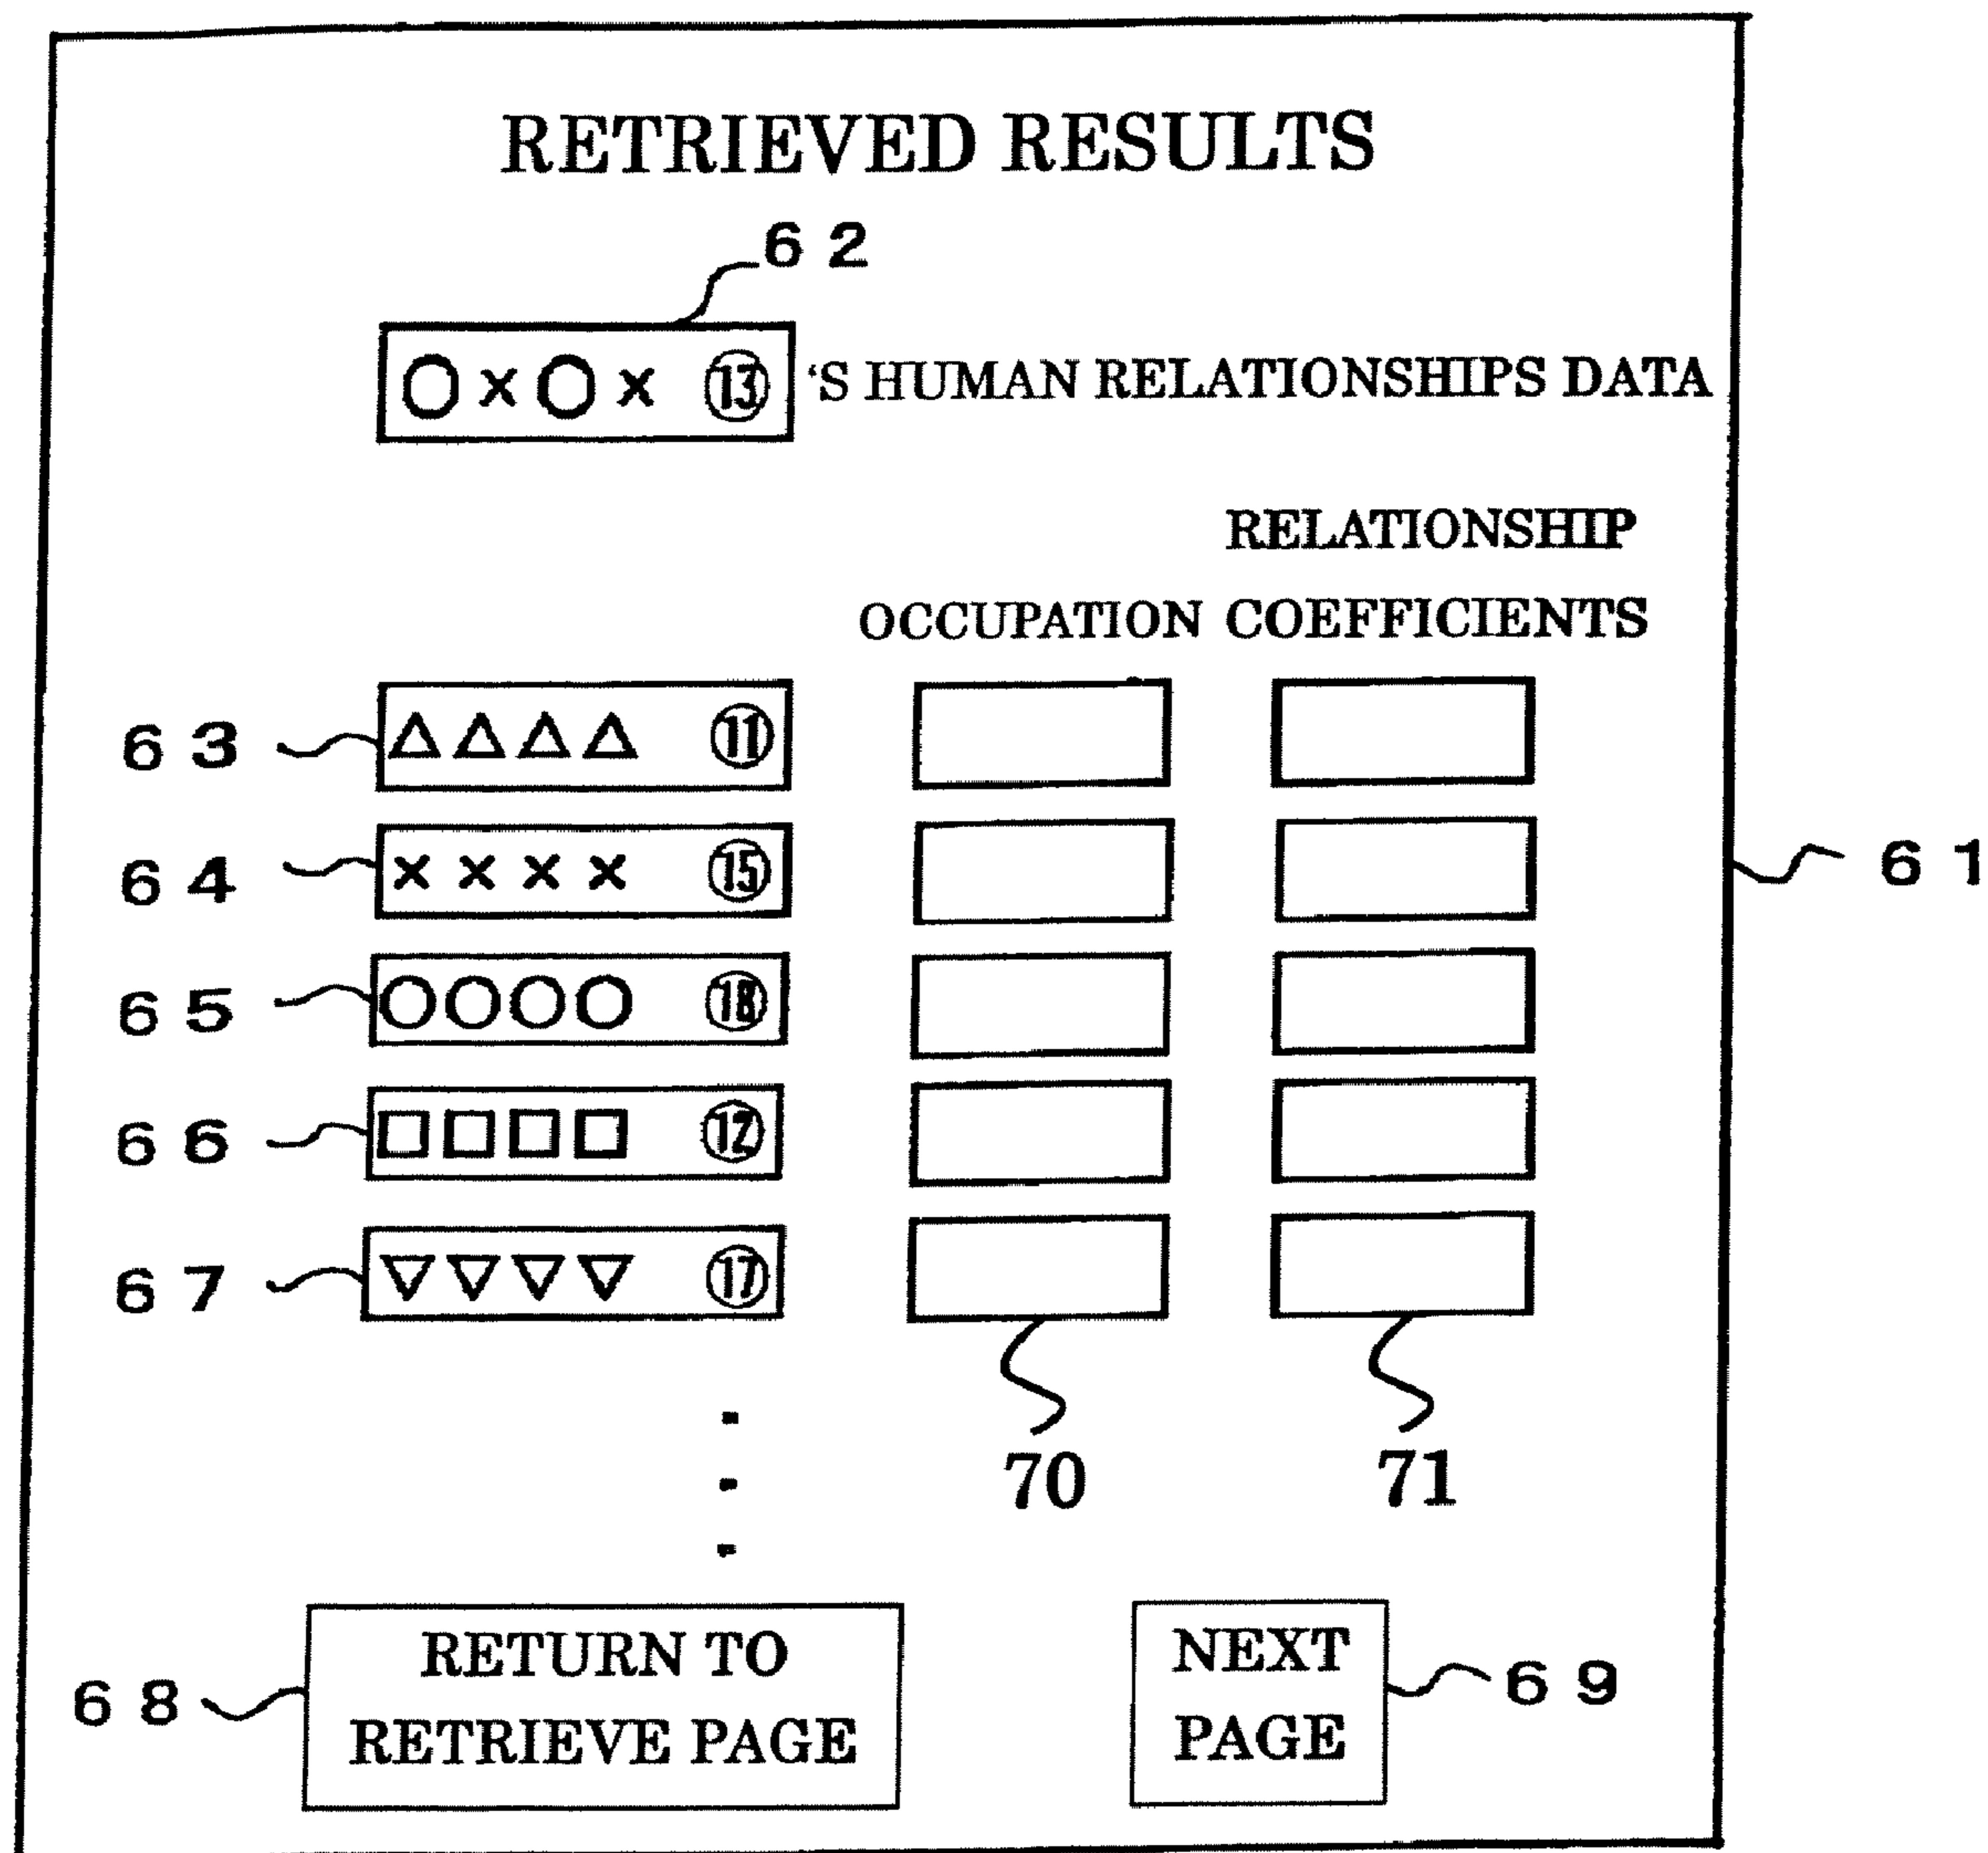 RETRIEVED RESULTS
62
○×○× ⑬ 'S HUMAN RELATIONSHIPS DATA
RELATIONSHIP
OCCUPATION COEFFICIENTS
63 △△△△ ⑪
64 ×××× ⑮
61
65 ○○○○ ⑱
66 □□□□ ⑫
67 ▽▽▽▽ ⑰
70 71
68 RETURN TO RETRIEVE PAGE
NEXT PAGE 69